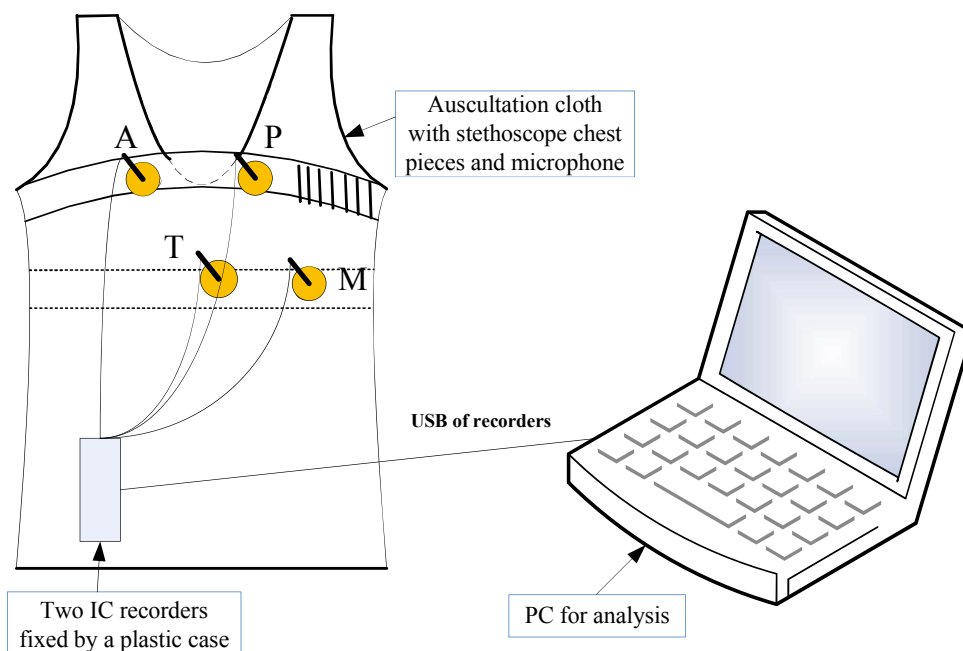 Auscultation cloth
with stethoscope chest
pieces and microphone
A
P
T
M
USB of recorders
Two IC recorders
fixed by a plastic case
PC for analysis